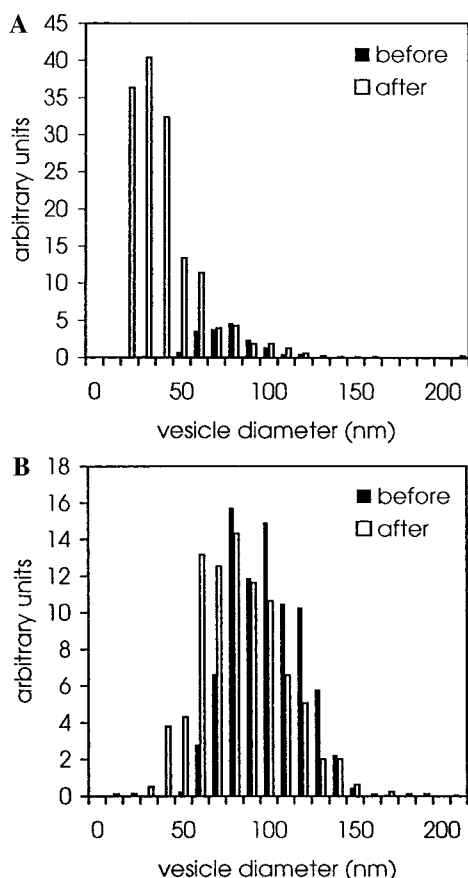 A
45
before
40
after
35
30
25
20
15
10
5
0
arbitrary units
0 50 100 150 200
vesicle diameter (nm)
B
18
before
16
after
14
12
10
8
6
4
2
0
arbitrary units
0 50 100 150 200
vesicle diameter (nm)